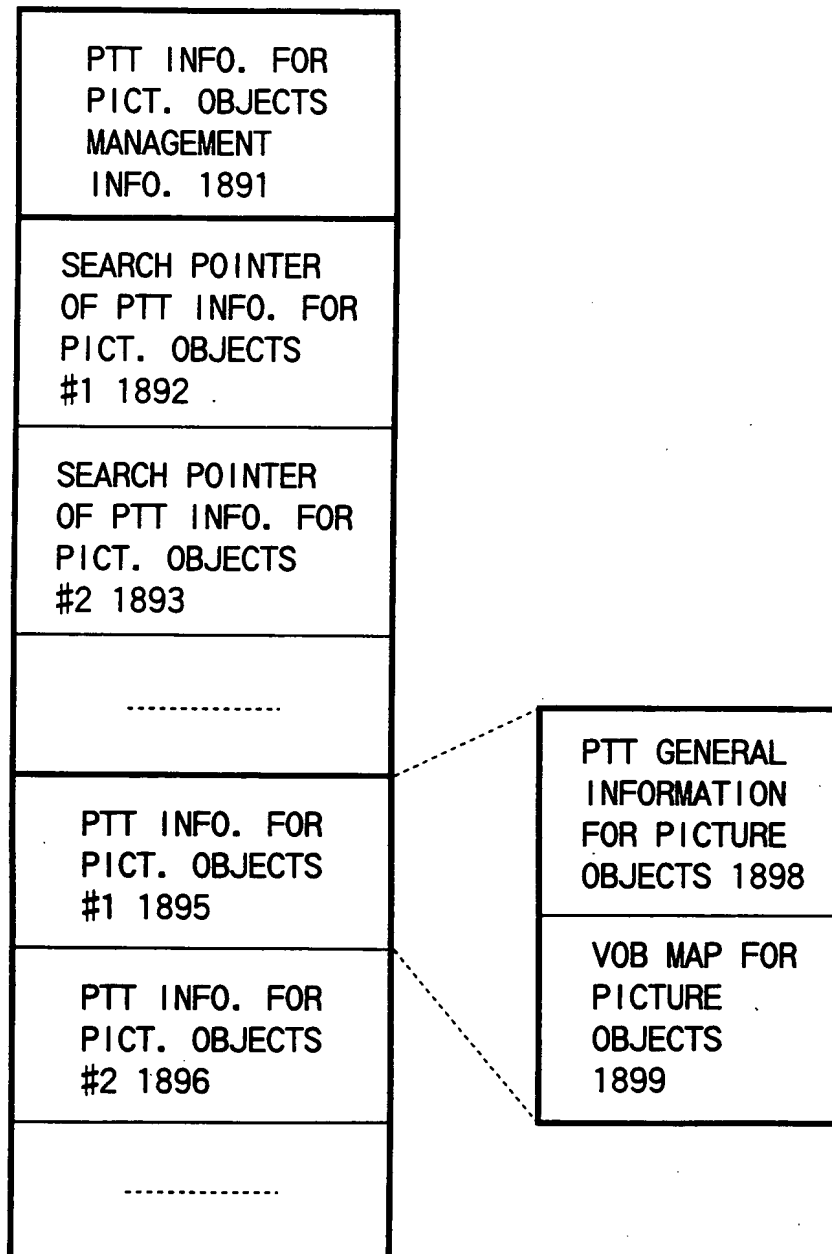 PTT INFO. FOR
PICT. OBJECTS
MANAGEMENT
INFO. 1891
SEARCH POINTER
OF PTT INFO. FOR
PICT. OBJECTS
#1 1892
SEARCH POINTER
OF PTT INFO. FOR
PICT. OBJECTS
#2 1893
PTT INFO. FOR
PICT. OBJECTS
#1 1895
PTT INFO. FOR
PICT. OBJECTS
#2 1896
PTT GENERAL
INFORMATION
FOR PICTURE
OBJECTS 1898
VOB MAP FOR
PICTURE
OBJECTS
1899